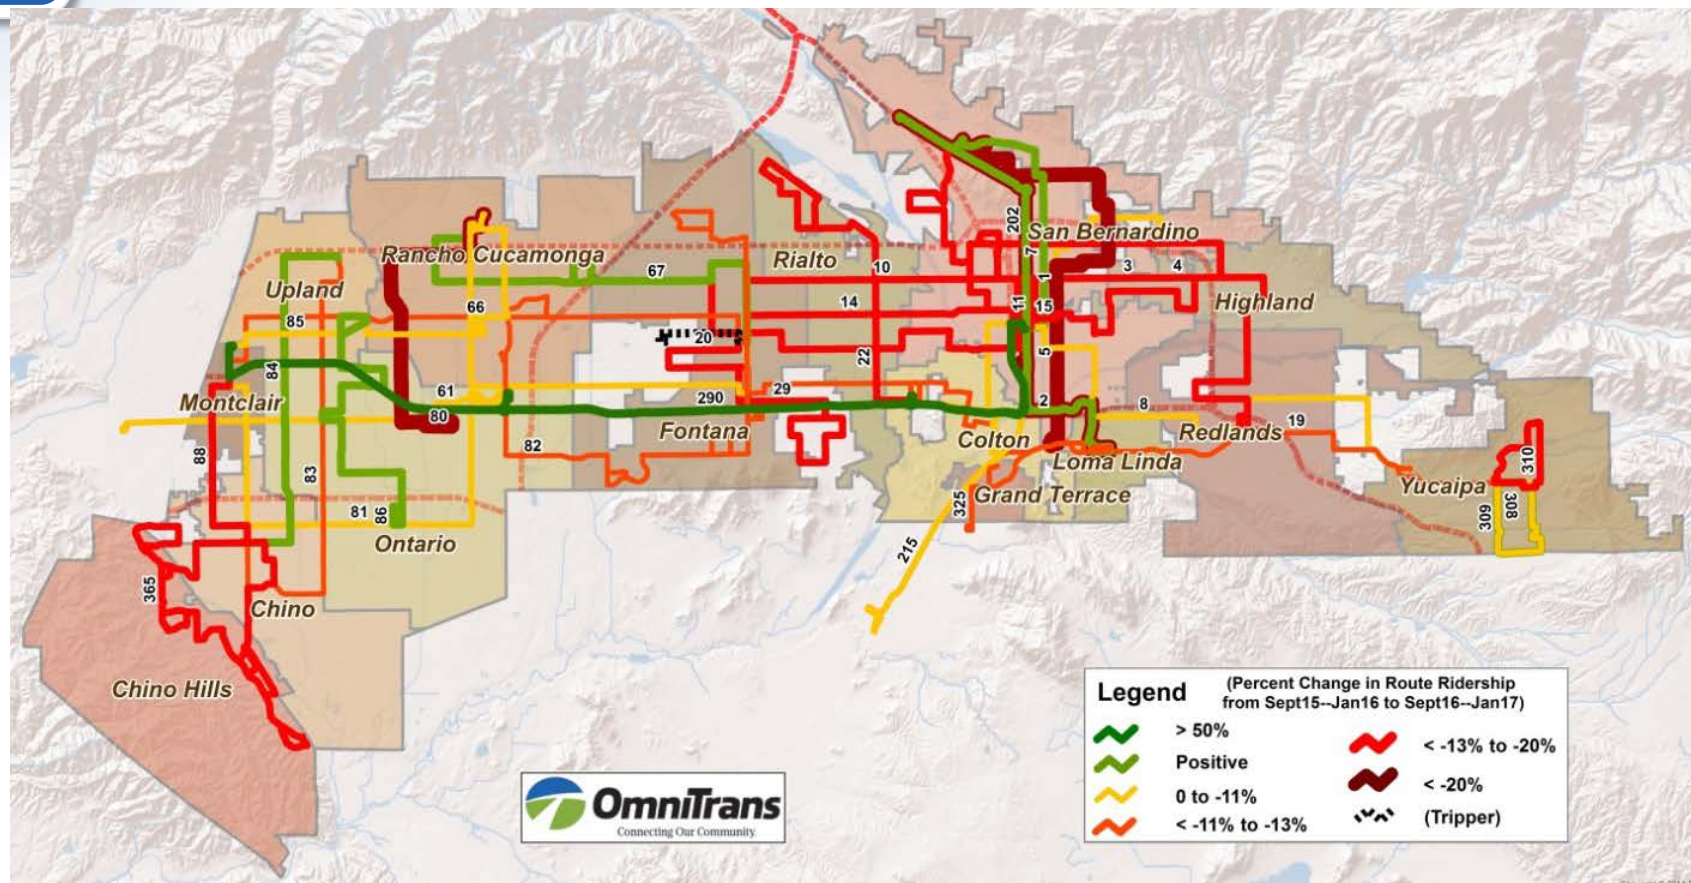 202
San Bernardino
Rancho Cucamonga
Rialto
7
67
10
3
4
1
Upland
66
14
11
15
Highland
85
20
22
5
84
61
290
29
2
8
Montclair
80
Fontana
Colton
Redlands
19
88
83
82
Loma Linda
310
Yucaipa
325
Grand Terrace
309
308
81
86
Ontario
215
365
Chino
Chino Hills
Legend
(Percent Change in Route Ridership
from Sept15--Jan16 to Sept16--Jan17)
> 50%
Positive
0 to -11%
< -11% to -13%
< -13% to -20%
< -20%
(Tripper)
OmniTrans
Connecting Our Community